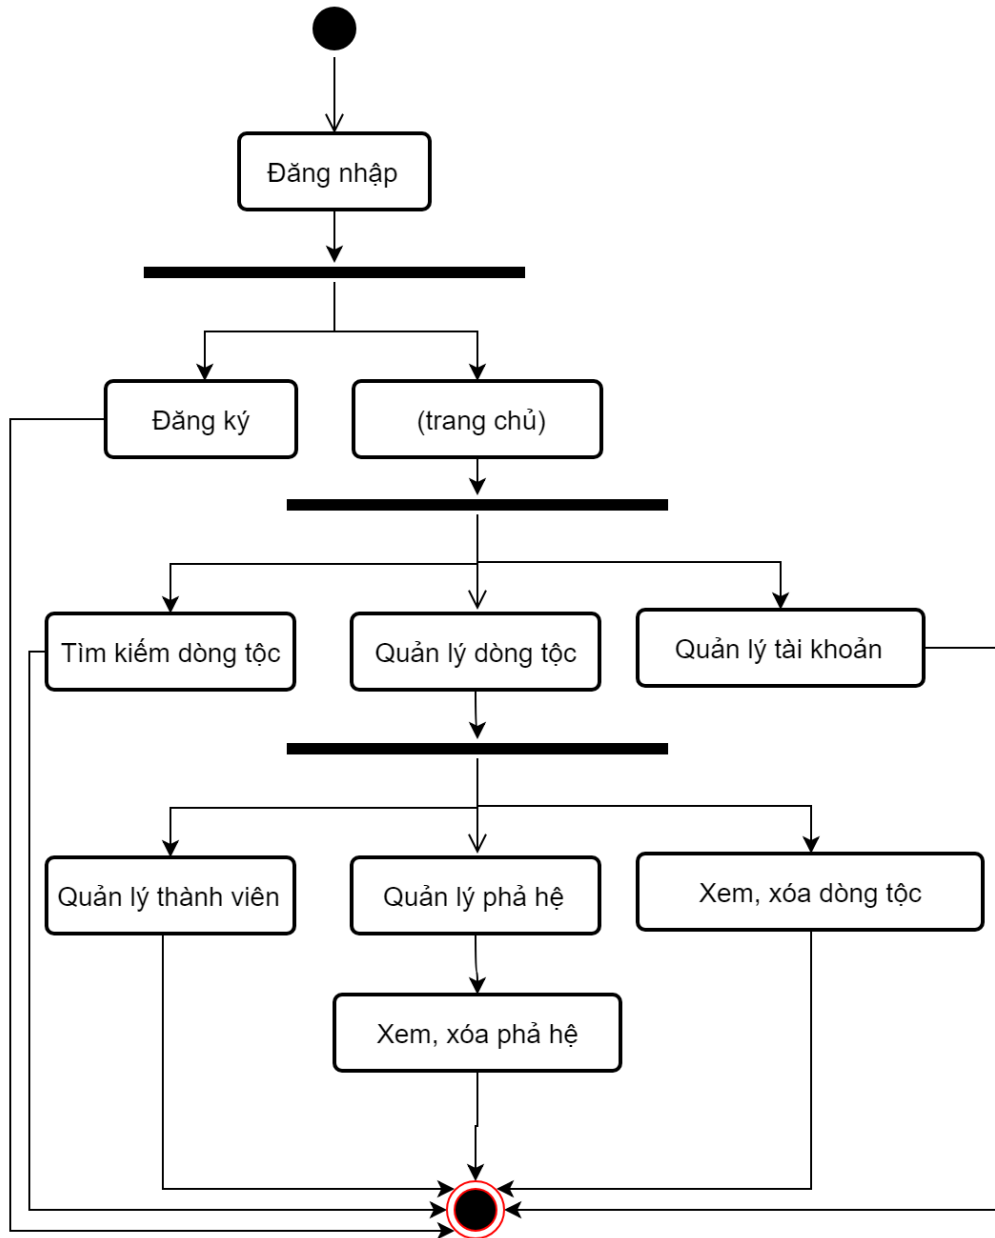 Đăng nhập
Đăng ký
(trang chủ)
Tìm kiếm dòng tộc
Quản lý dòng tộc
Quản lý tài khoản
Quản lý thành viên
Quản lý phả hệ
Xem, xóa dòng tộc
Xem, xóa phả hệ